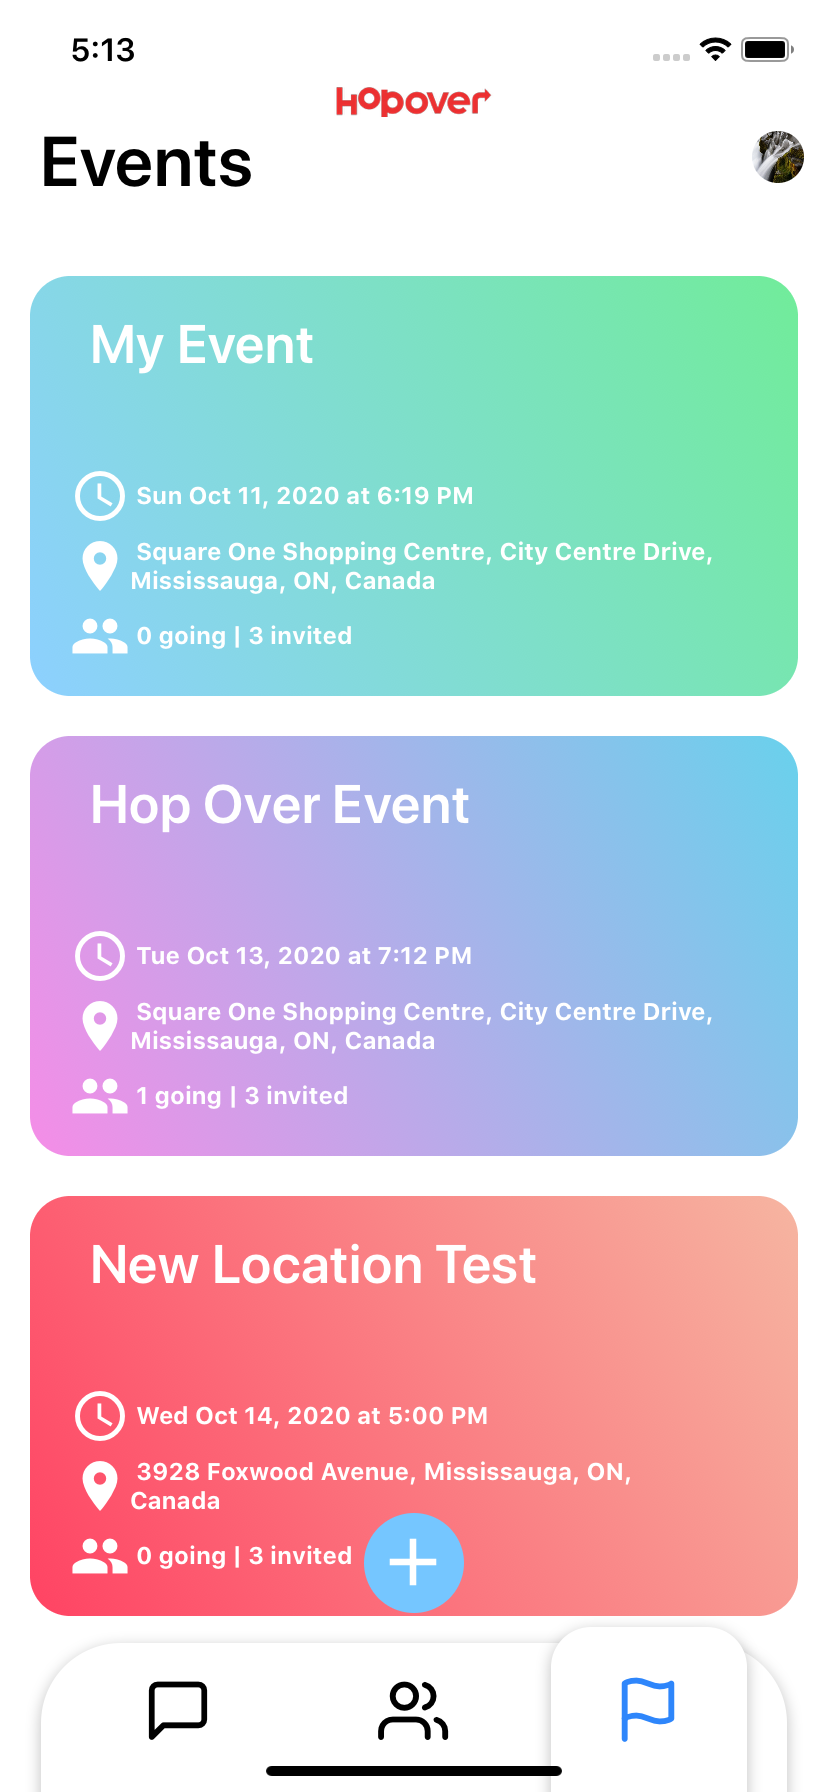 5:13
Hopover
Events
My Event
Sun Oct 11, 2020 at 6:19 PM
Square One Shopping Centre, City Centre Drive,
Mississauga, ON, Canada
0 going | 3 invited
Hop Over Event
Tue Oct 13, 2020 at 7:12 PM
Square One Shopping Centre, City Centre Drive,
Mississauga, ON, Canada
1 going | 3 invited
New Location Test
Wed Oct 14, 2020 at 5:00 PM
3928 Foxwood Avenue, Mississauga, ON,
Canada
0 going | 3 invited